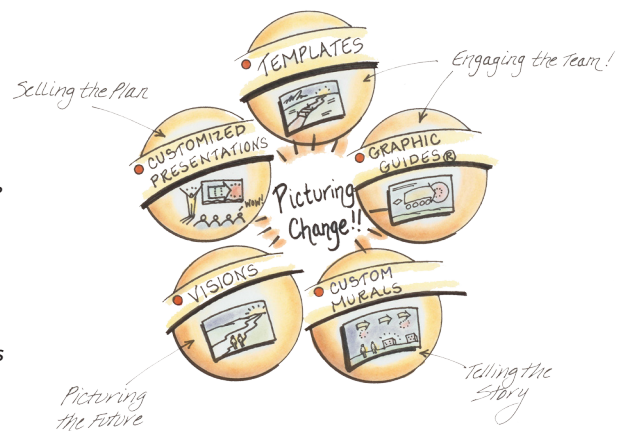 TEMPLATES
Engaging the Team!
Selling the Plan
CUSTOMIZED
PRESENTATIONS
WOW!
GRAPHIC
GUIDES®
Picturing
Change!!
VISIONS
CUSTOM
MURALS
Picturing
the Future
Telling the
Story